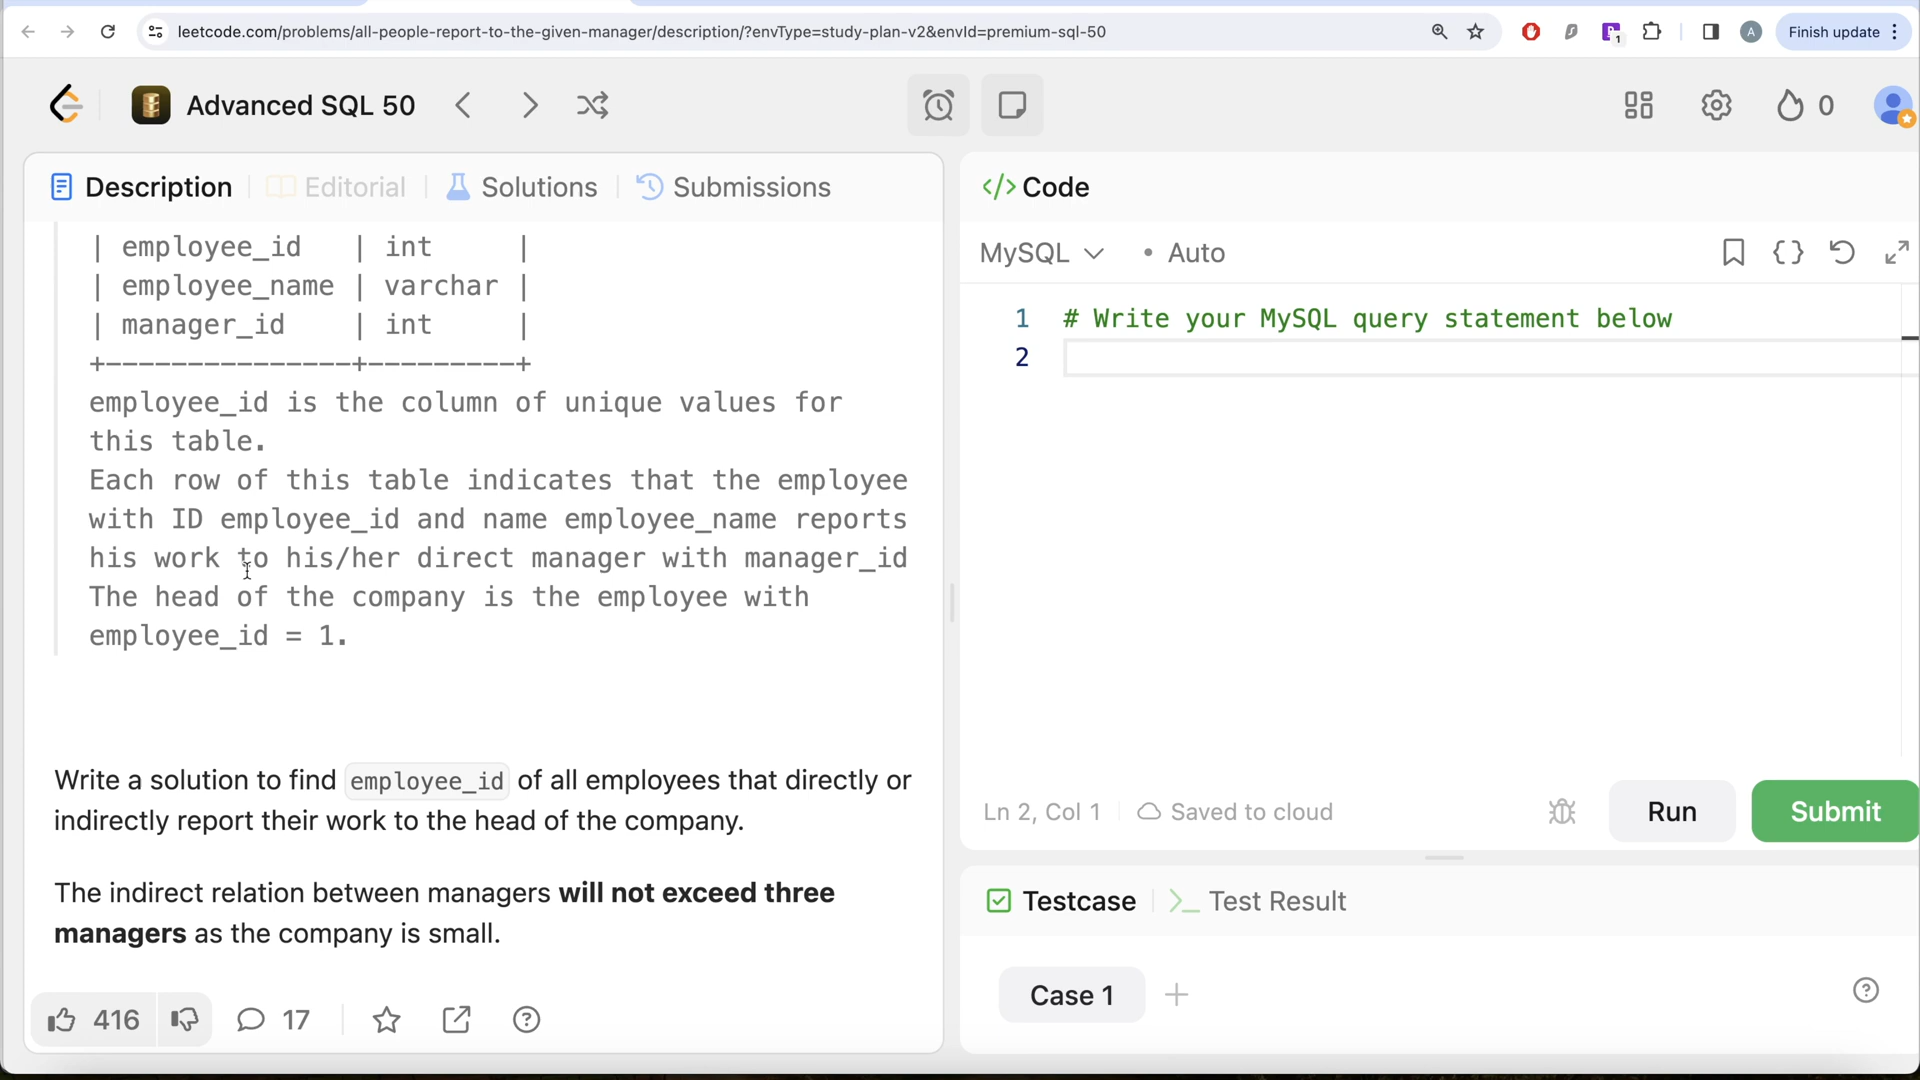 leetcode.com/problems/all-people-report-to-the-given-manager/description/?envType=study-plan-v2&envId=premium-sql-50
1
A
Finish update
Advanced SQL 50
0
Description
Editorial
Solutions
Submissions
| employee_id | int |
| employee_name | varchar |
| manager_id | int |
+---------------+---------+
employee_id is the column of unique values for
this table.
Each row of this table indicates that the employee
with ID employee_id and name employee_name reports
his work to his/her direct manager with manager_id
The head of the company is the employee with
employee_id = 1.
Write a solution to find employee_id of all employees that directly or
indirectly report their work to the head of the company.
The indirect relation between managers will not exceed three
managers as the company is small.
416
17
</> Code
MySQL
• Auto
1 # Write your MySQL query statement below
2
Ln 2, Col 1
Saved to cloud
Run
Submit
Testcase
Test Result
Case 1